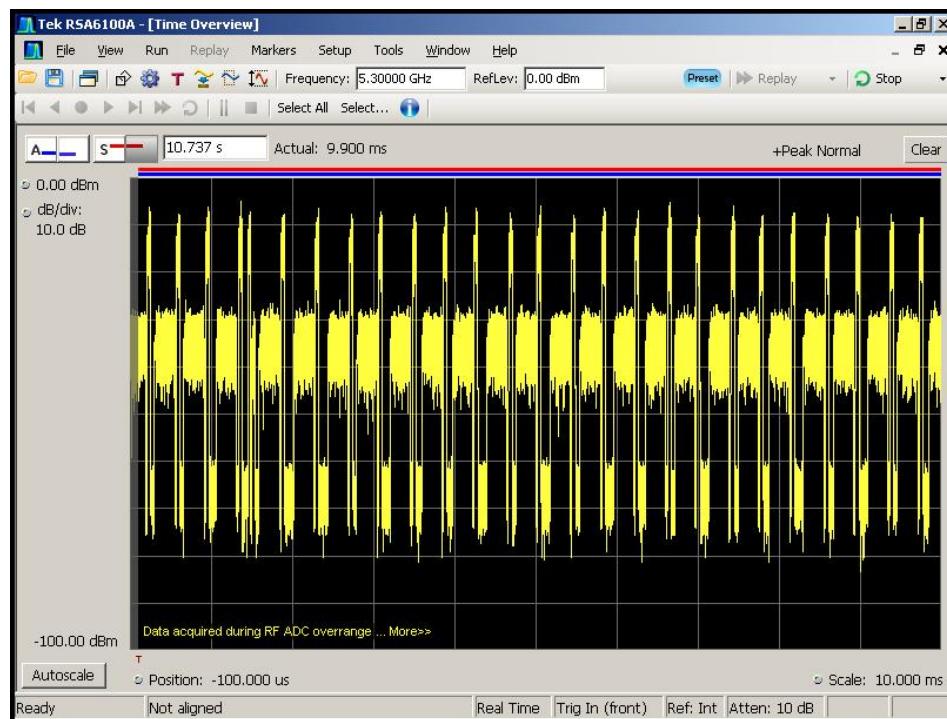 Tek RSA6100A - [Time Overview]
File View Run Replay Markers Setup Tools Window Help
T Frequency: 5.30000 GHz RefLev: 0.00 dBm Preset Replay Stop
Select All Select...
A S 10.737 s Actual: 9.900 ms +Peak Normal Clear
0.00 dBm
dB/div:
10.0 dB
Data acquired during RF ADC overrange ... More>>
-100.00 dBm
T
Autoscale Position: -100.000 us Scale: 10.000 ms
Ready Not aligned Real Time Trig In (front) Ref: Int Atten: 10 dB